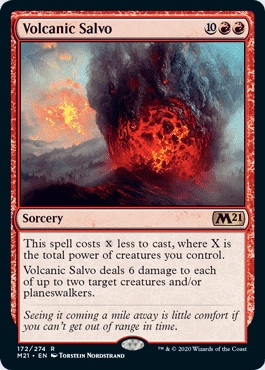 Volcanic Salvo 10RR
Sorcery M21
This spell costs X less to cast, where X is
the total power of creatures you control.
Volcanic Salvo deals 6 damage to each
of up to two target creatures and/or
planeswalkers.
Seeing it coming a mile away is little comfort if
you can't get out of range in time.
172/274 R
M21 • EN TORSTEIN NORDSTRAND ™ & © 2020 Wizards of the Coast